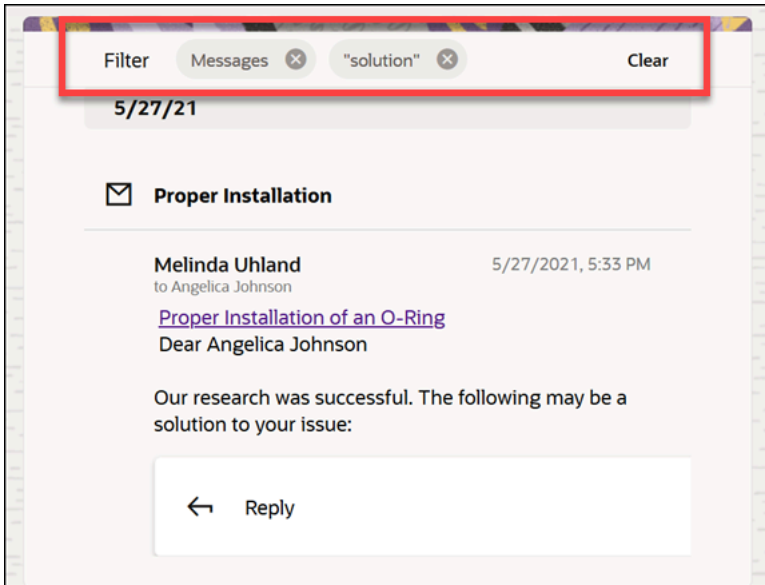 Filter Messages "solution" Clear
5/27/21
Proper Installation
Melinda Uhland 5/27/2021, 5:33 PM
to Angelica Johnson
Proper Installation of an O-Ring
Dear Angelica Johnson
Our research was successful. The following may be a
solution to your issue:
Reply